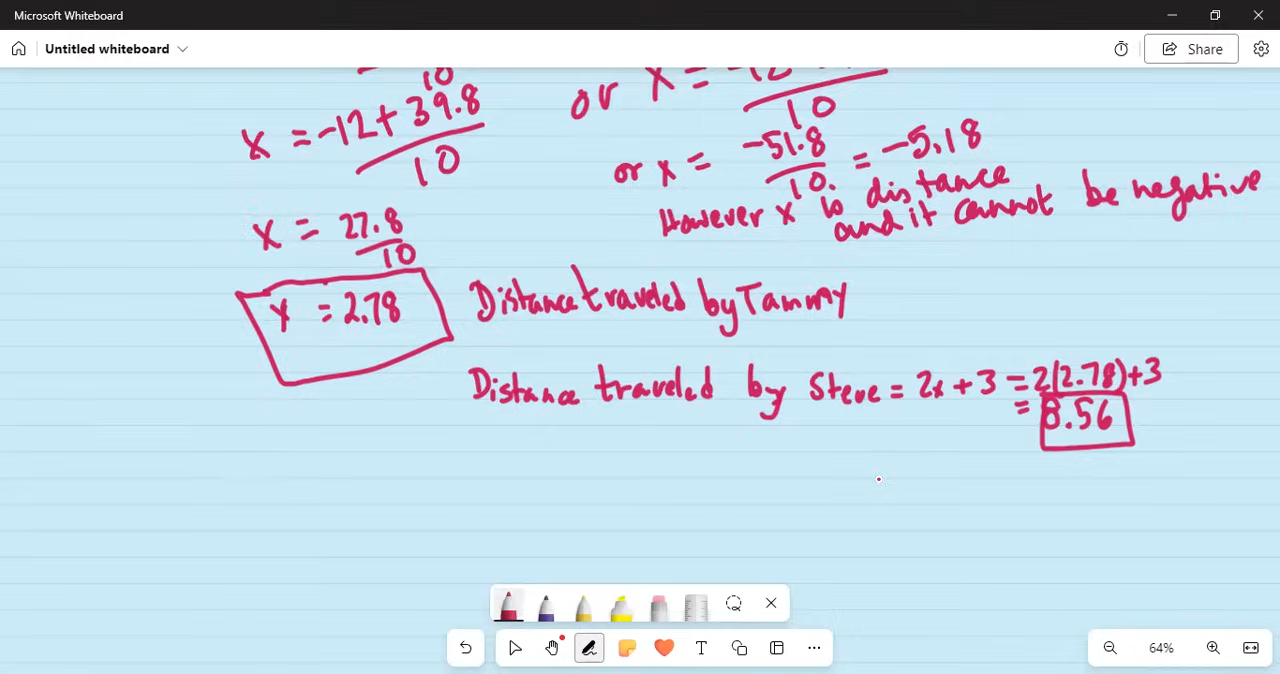 Microsoft Whiteboard
Untitled whiteboard
Share
10
x = -12 + 39.8
10
or x = -12
10
or x = -51.8 = -5.18
10.
However x is distance
and it cannot be negative
x = 27.8
10
x = 2.78
Distance traveled by Tammy
Distance traveled by Steve = 2x + 3 = 2(2.78) + 3
= 8.56
64%